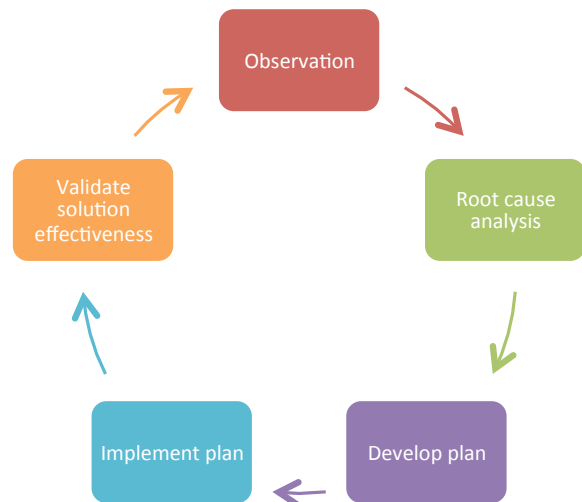 Observation
Root cause
analysis
Develop plan
Implement plan
Validate
solution
effectiveness